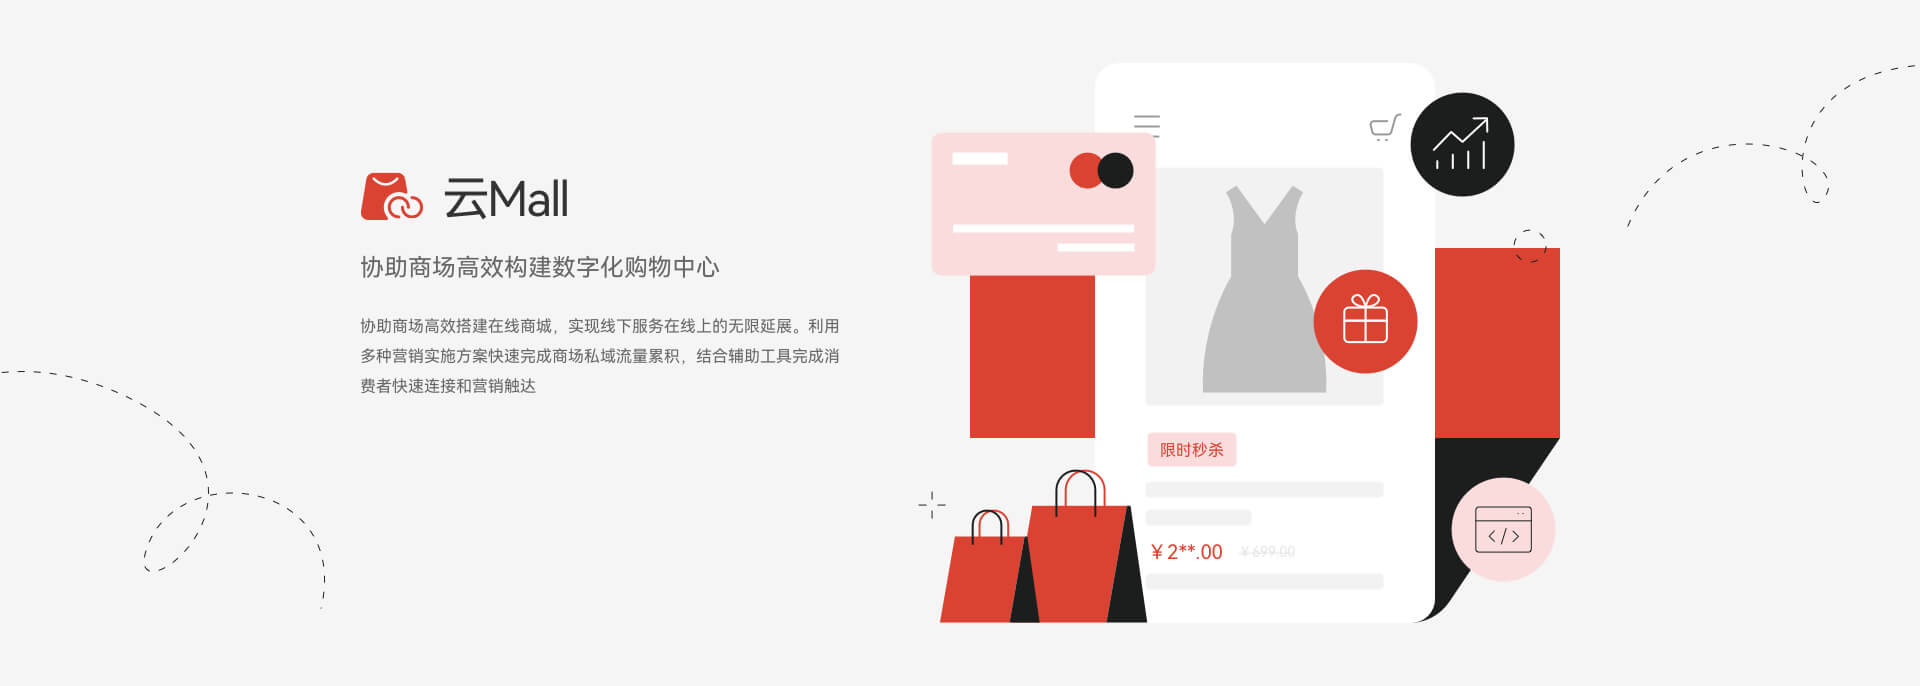 云Mall
协助商场高效构建数字化购物中心
协助商场高效搭建在线商城，实现线下服务在线上的无限延展。利用
多种营销实施方案快速完成商场私域流量累积，结合辅助工具完成消
费者快速连接和营销触达
限时秒杀
￥2**.00 ￥699.00